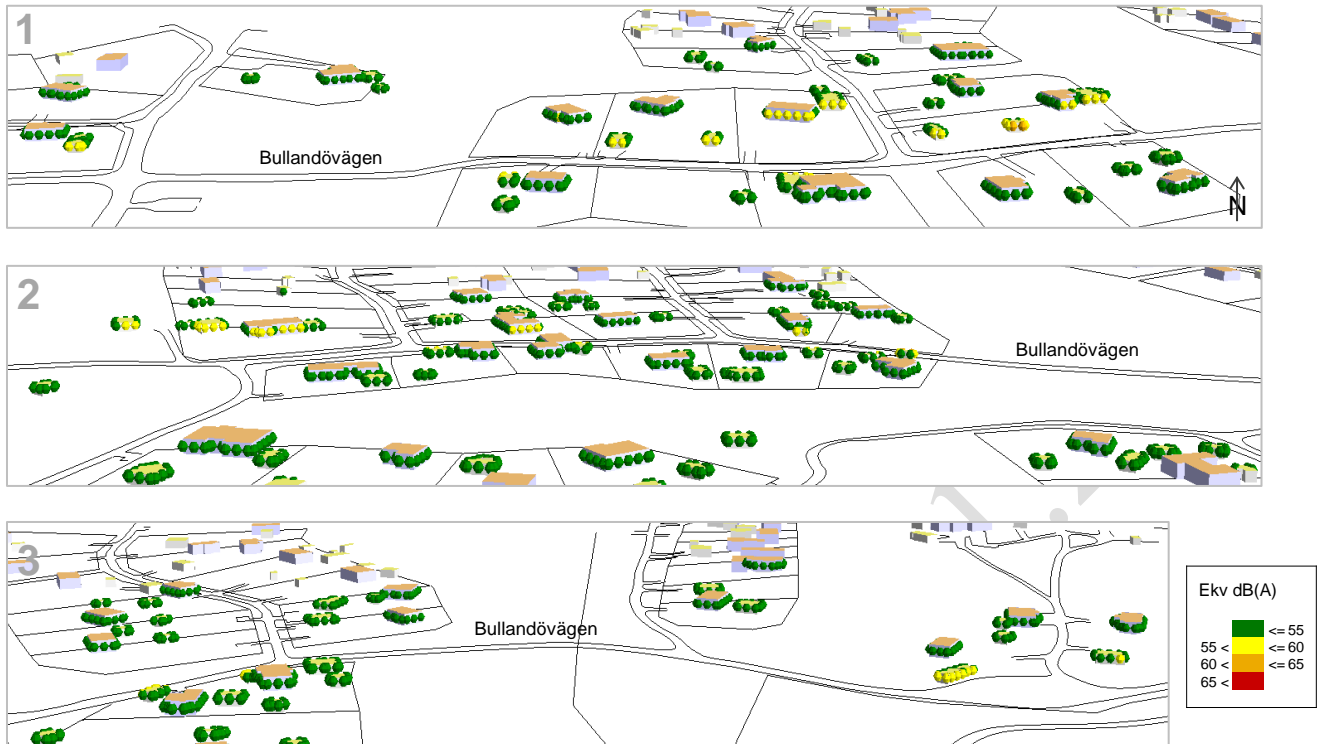 1
Bullandövägen
N
2
Bullandövägen
3
Bullandövägen
Ekv dB(A)
<= 55
55 < <= 60
60 < <= 65
65 <